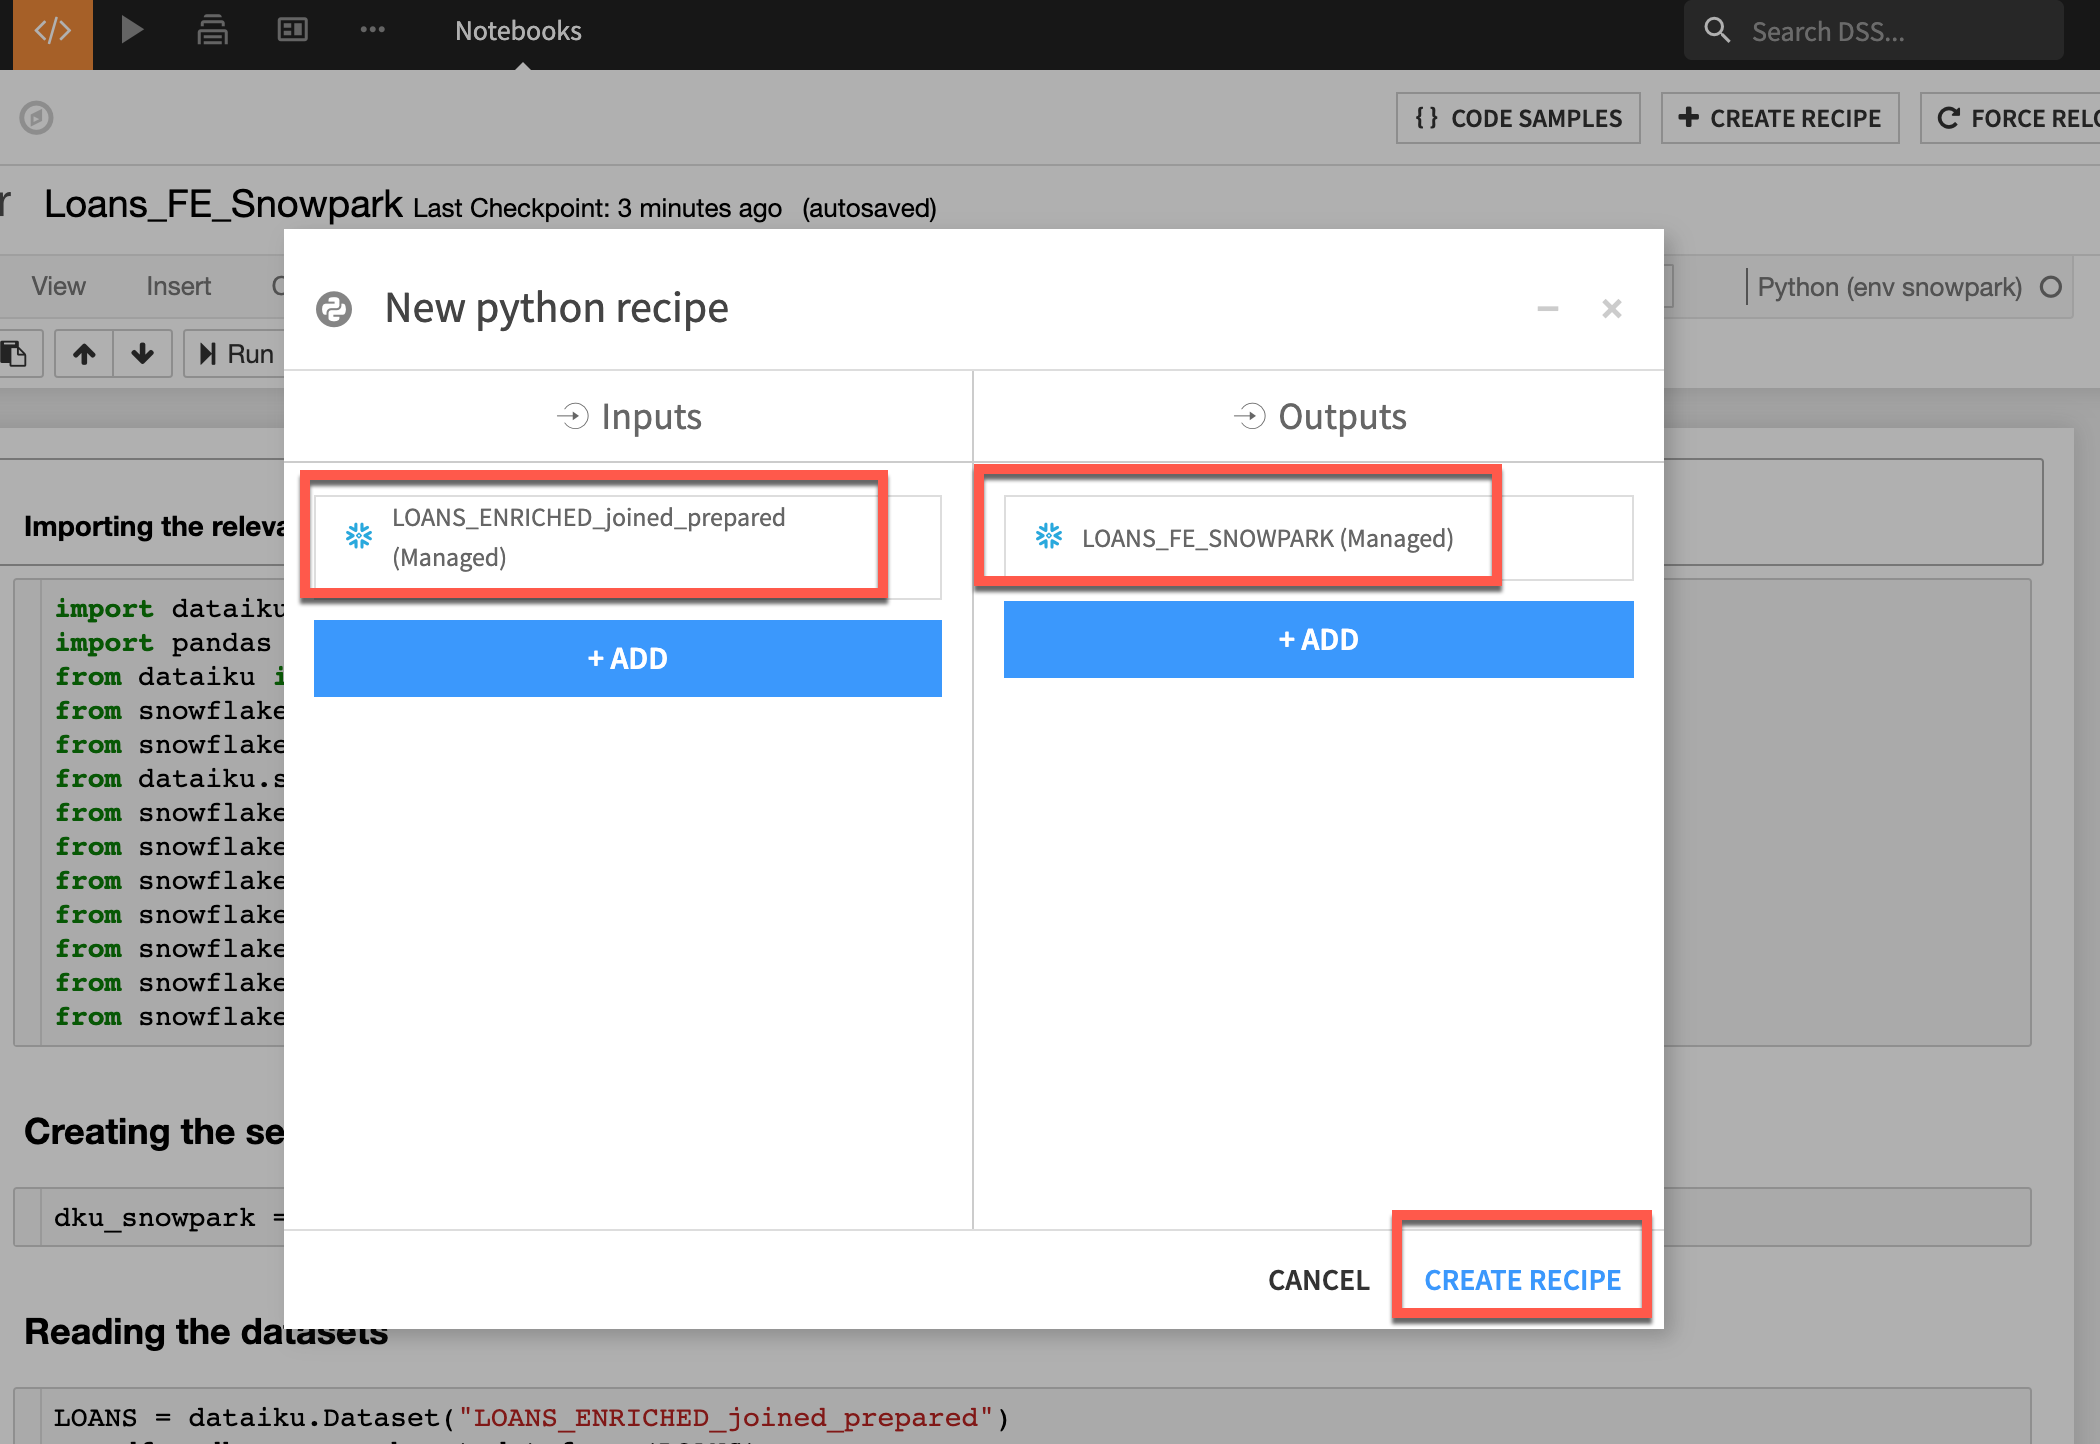 </> Notebooks Search DSS...
{ } CODE SAMPLES + CREATE RECIPE FORCE RELO
r Loans_FE_Snowpark Last Checkpoint: 3 minutes ago (autosaved)
View Insert C Python (env snowpark)
Run
New python recipe
Inputs Outputs
LOANS_ENRICHED_joined_prepared
(Managed)
LOANS_FE_SNOWPARK (Managed)
+ ADD
+ ADD
Importing the releva
import dataiku
import pandas
from dataiku i
from snowflake
from snowflake
from dataiku.s
from snowflake
from snowflake
from snowflake
from snowflake
from snowflake
from snowflake
from snowflake
Creating the se
dku_snowpark =
CANCEL CREATE RECIPE
Reading the datasets
LOANS = dataiku.Dataset("LOANS_ENRICHED_joined_prepared")